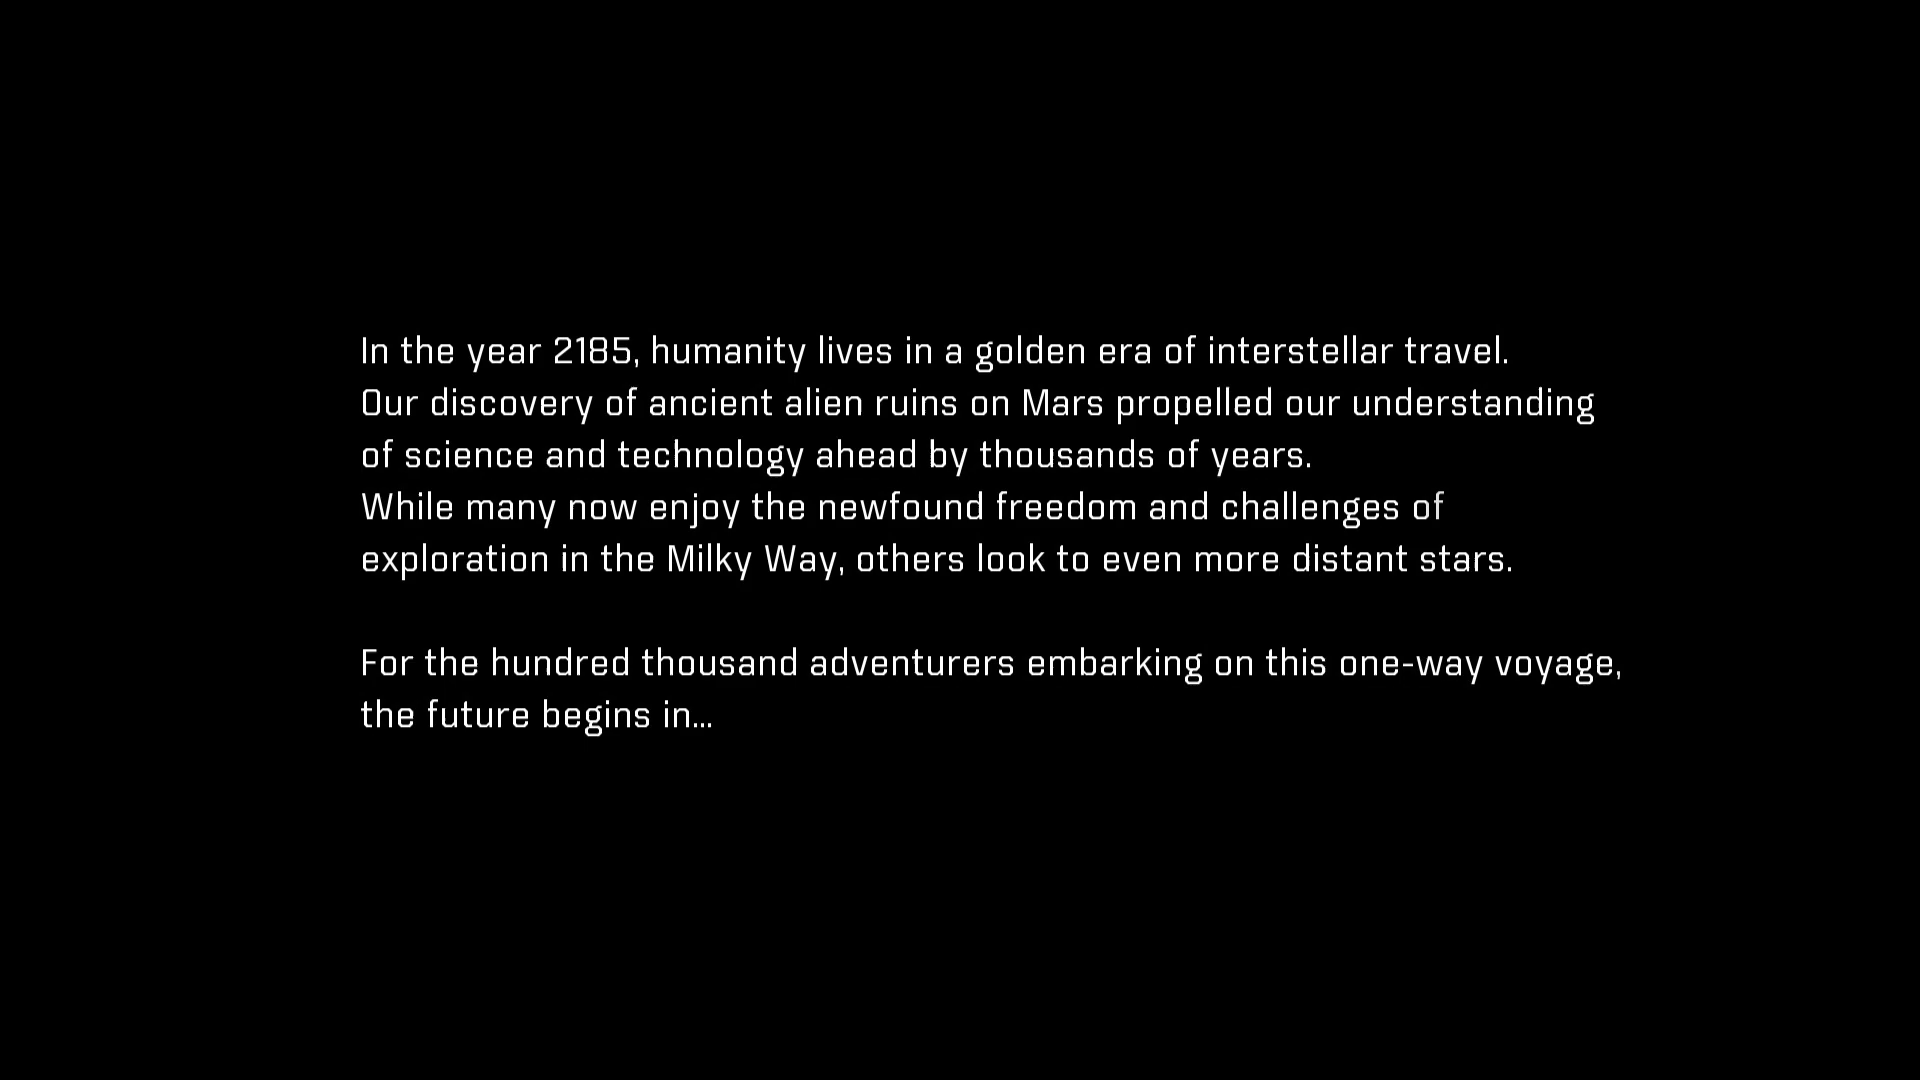 In the year 2185, humanity lives in a golden era of interstellar travel.
Our discovery of ancient alien ruins on Mars propelled our understanding
of science and technology ahead by thousands of years.
While many now enjoy the newfound freedom and challenges of
exploration in the Milky Way, others look to even more distant stars.
For the hundred thousand adventurers embarking on this one-way voyage,
the future begins in...